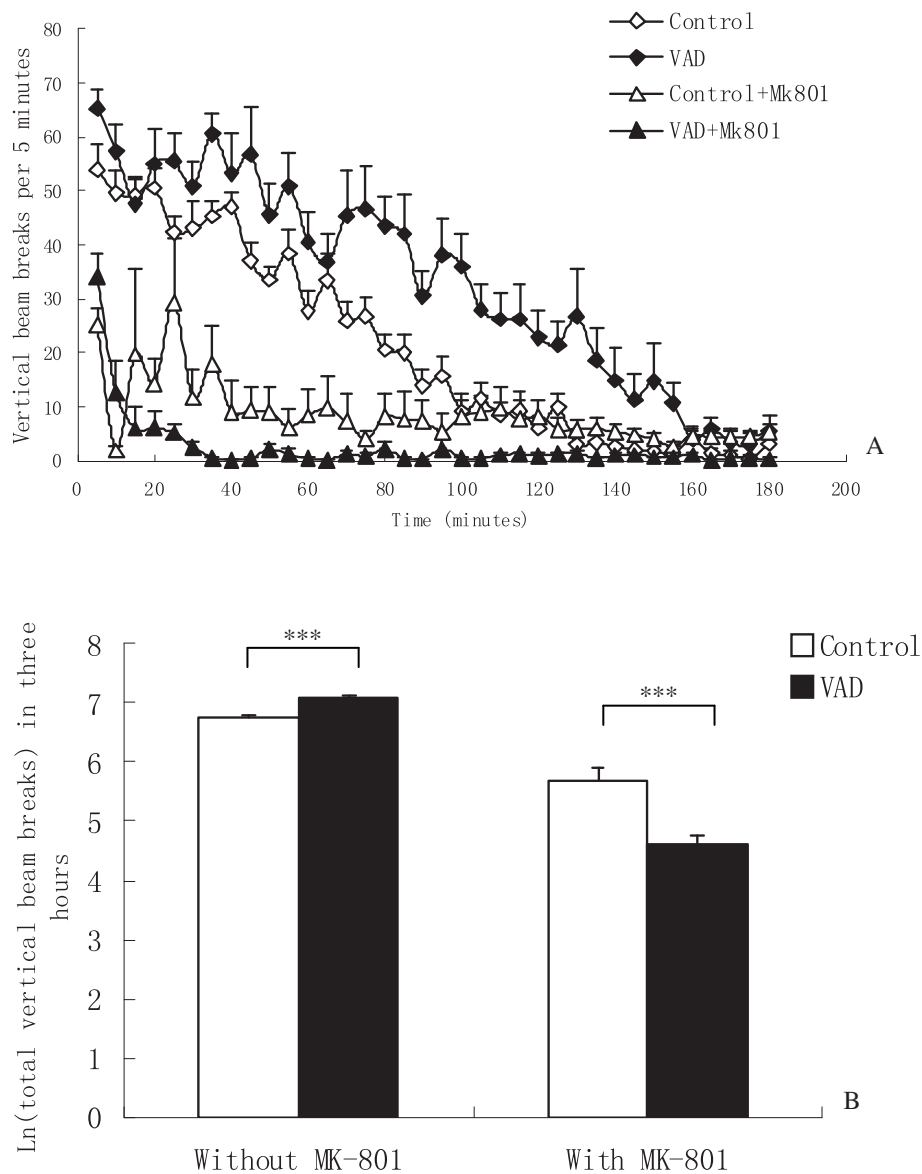 Control
VAD
Control+Mk801
VAD+Mk801
Vertical beam breaks per 5 minutes
80
70
60
50
40
30
20
10
0
0 20 40 60 80 100 120 140 160 180 200
Time (minutes)
A
Ln(total vertical beam breaks) in three
hours
8
7
6
5
4
3
2
1
0
***
***
Control
VAD
Without MK-801 With MK-801
B